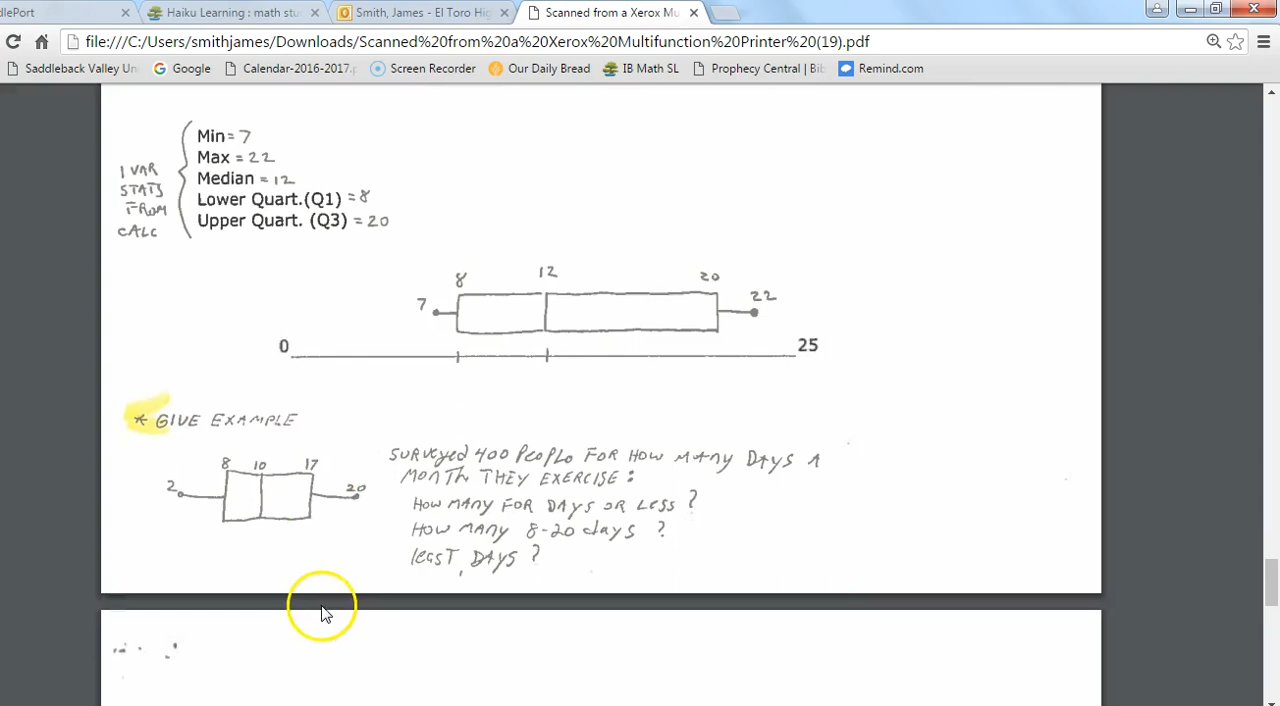 dlePort
Haiku Learning : math stu
Smith, James - El Toro Hig
Scanned from a Xerox Mu
file:///C:/Users/smithjames/Downloads/Scanned%20from%20a%20Xerox%20Multifunction%20Printer%20(19).pdf
Saddleback Valley Un
Google
Calendar-2016-2017.p
Screen Recorder
Our Daily Bread
IB Math SL
Prophecy Central | Bib
Remind.com
Min= 7
Max = 22
Median = 12
Lower Quart.(Q1) = 8
Upper Quart. (Q3) = 20
1 VAR
STATS
FROM
CALC
8 12 20
7 22
0 25
* GIVE EXAMPLE
8 10 17
2 20
SURVEYED 400 PEOPLE FOR HOW MANY DAYS A
MONTH THEY EXERCISE :
HOW MANY FOR DAYS OR LESS ?
HOW MANY 8-20 days ?
least DAYS ?